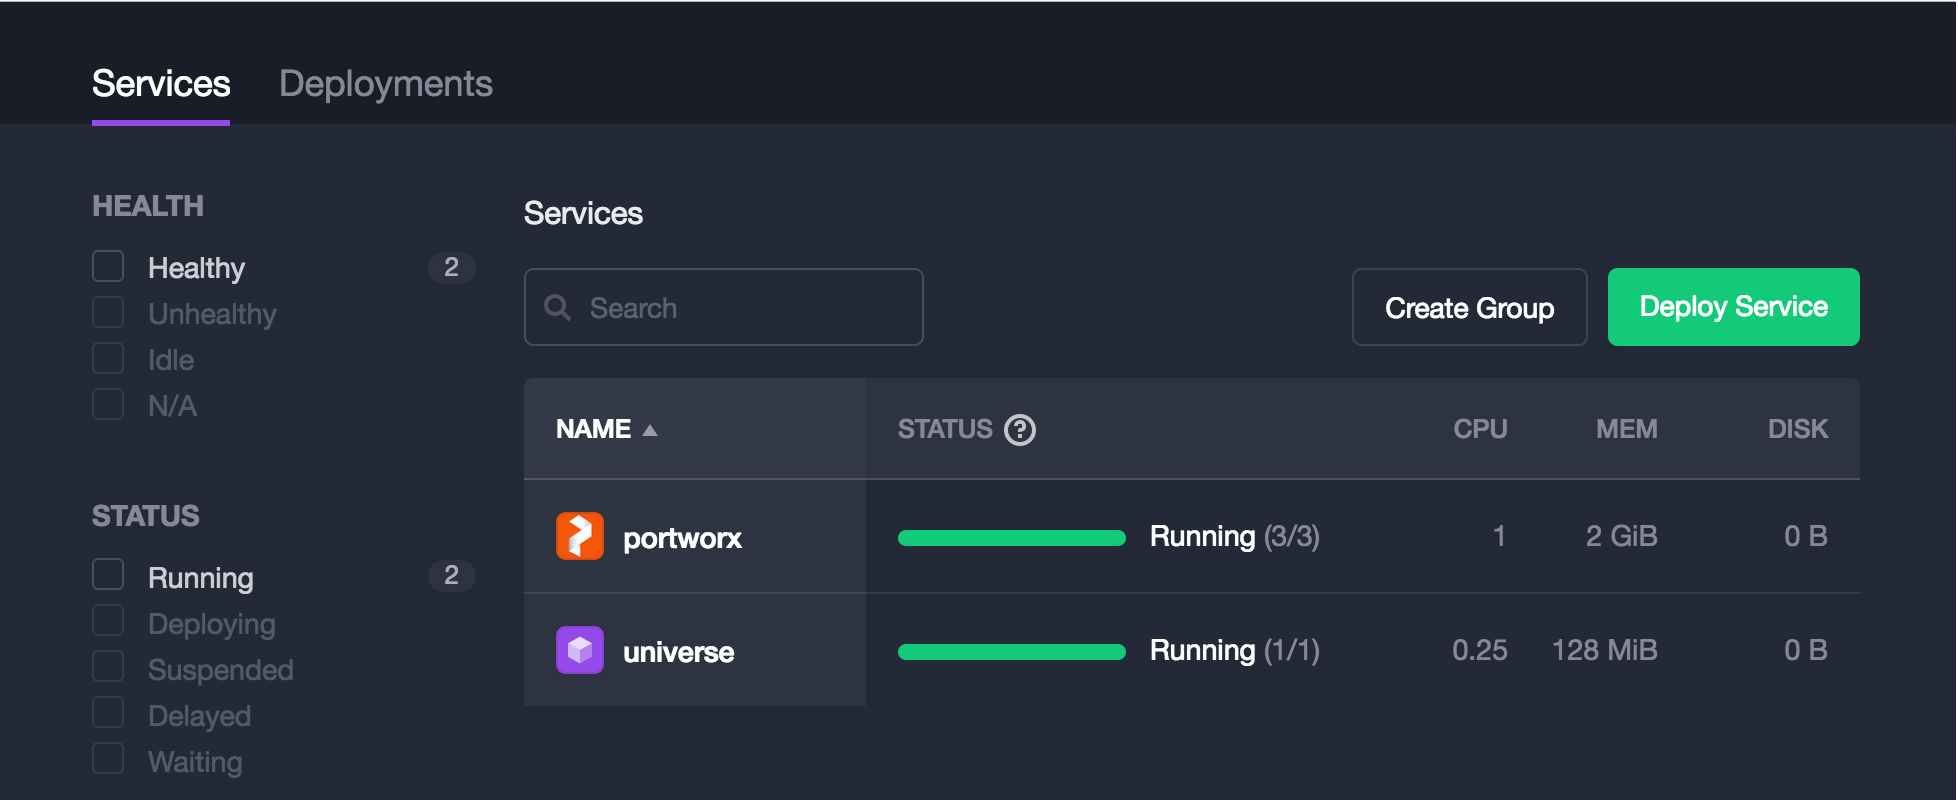 Services Deployments
HEALTH
Healthy 2
Unhealthy
Idle
N/A
STATUS
Running 2
Deploying
Suspended
Delayed
Waiting
Services
Search
Create Group
Deploy Service
NAME STATUS ? CPU MEM DISK
portworx Running (3/3) 1 2 GiB 0 B
universe Running (1/1) 0.25 128 MiB 0 B